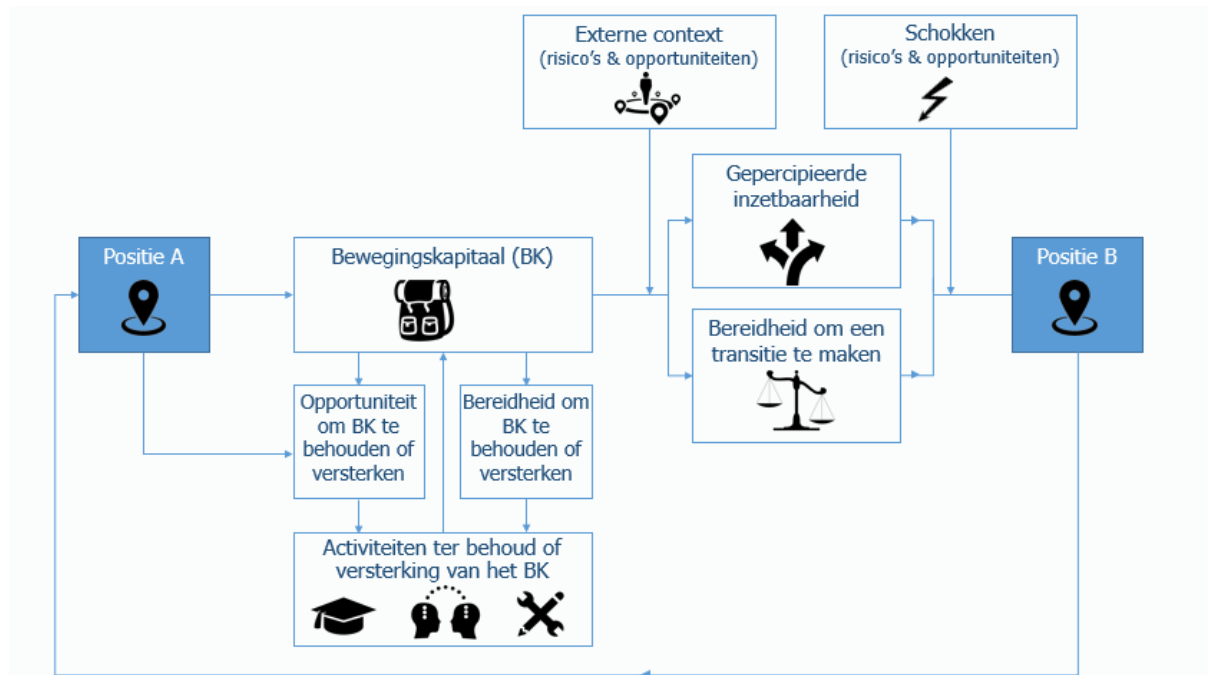 Externe context
(risico's & opportuniteiten)
Schokken
(risico's & opportuniteiten)
Gepercipieerde
inzetbaarheid
Positie A
Bewegingskapitaal (BK)
Positie B
Bereidheid om een
transitie te maken
Opportuniteit
om BK te
behouden of
versterken
Bereidheid om
BK te
behouden of
versterken
Activiteiten ter behoud of
versterking van het BK